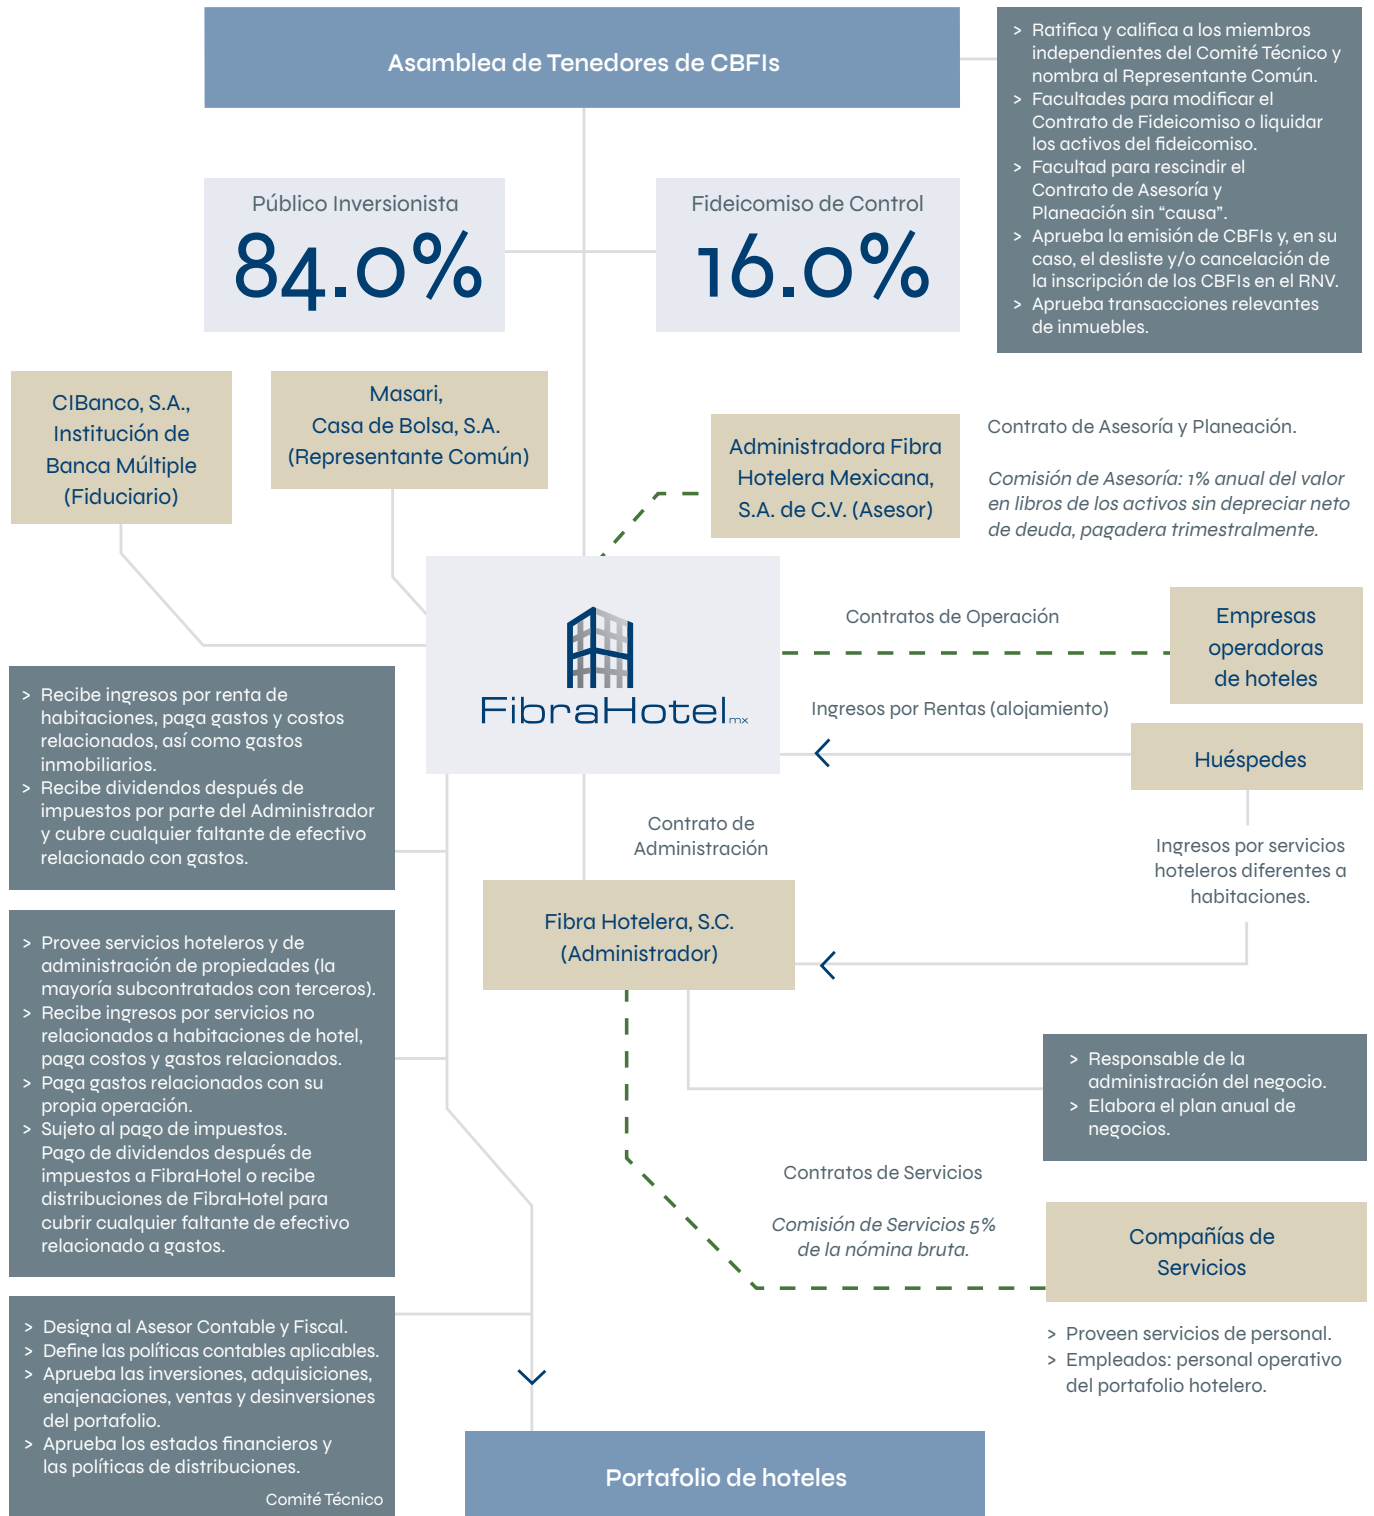 Asamblea de Tenedores de CBFIs
> Ratifica y califica a los miembros
independientes del Comité Técnico y
nombra al Representante Común.
> Facultades para modificar el
Contrato de Fideicomiso o liquidar
los activos del fideicomiso.
> Facultad para rescindir el
Contrato de Asesoría y
Planeación sin “causa”.
> Aprueba la emisión de CBFIs y, en su
caso, el desliste y/o cancelación de
la inscripción de los CBFIs en el RNV.
> Aprueba transacciones relevantes
de inmuebles.
Público Inversionista
84.0%
Fideicomiso de Control
16.0%
CIBanco, S.A.,
Institución de
Banca Múltiple
(Fiduciario)
Masari,
Casa de Bolsa, S.A.
(Representante Común)
Administradora Fibra
Hotelera Mexicana,
S.A. de C.V. (Asesor)
Contrato de Asesoría y Planeación.
Comisión de Asesoría: 1% anual del valor
en libros de los activos sin depreciar neto
de deuda, pagadera trimestralmente.
FibraHotel mx
Contratos de Operación
Empresas
operadoras
de hoteles
Ingresos por Rentas (alojamiento)
Huéspedes
> Recibe ingresos por renta de
habitaciones, paga gastos y costos
relacionados, así como gastos
inmobiliarios.
> Recibe dividendos después de
impuestos por parte del Administrador
y cubre cualquier faltante de efectivo
relacionado con gastos.
Contrato de
Administración
Ingresos por servicios
hoteleros diferentes a
habitaciones.
Fibra Hotelera, S.C.
(Administrador)
> Provee servicios hoteleros y de
administración de propiedades (la
mayoría subcontratados con terceros).
> Recibe ingresos por servicios no
relacionados a habitaciones de hotel,
paga costos y gastos relacionados.
> Paga gastos relacionados con su
propia operación.
> Sujeto al pago de impuestos.
Pago de dividendos después de
impuestos a FibraHotel o recibe
distribuciones de FibraHotel para
cubrir cualquier faltante de efectivo
relacionado a gastos.
> Responsable de la
administración del negocio.
> Elabora el plan anual de
negocios.
Contratos de Servicios
Comisión de Servicios 5%
de la nómina bruta.
Compañías de
Servicios
> Proveen servicios de personal.
> Empleados: personal operativo
del portafolio hotelero.
> Designa al Asesor Contable y Fiscal.
> Define las políticas contables aplicables.
> Aprueba las inversiones, adquisiciones,
enajenaciones, ventas y desinversiones
del portafolio.
> Aprueba los estados financieros y
las políticas de distribuciones.
Comité Técnico
Portafolio de hoteles